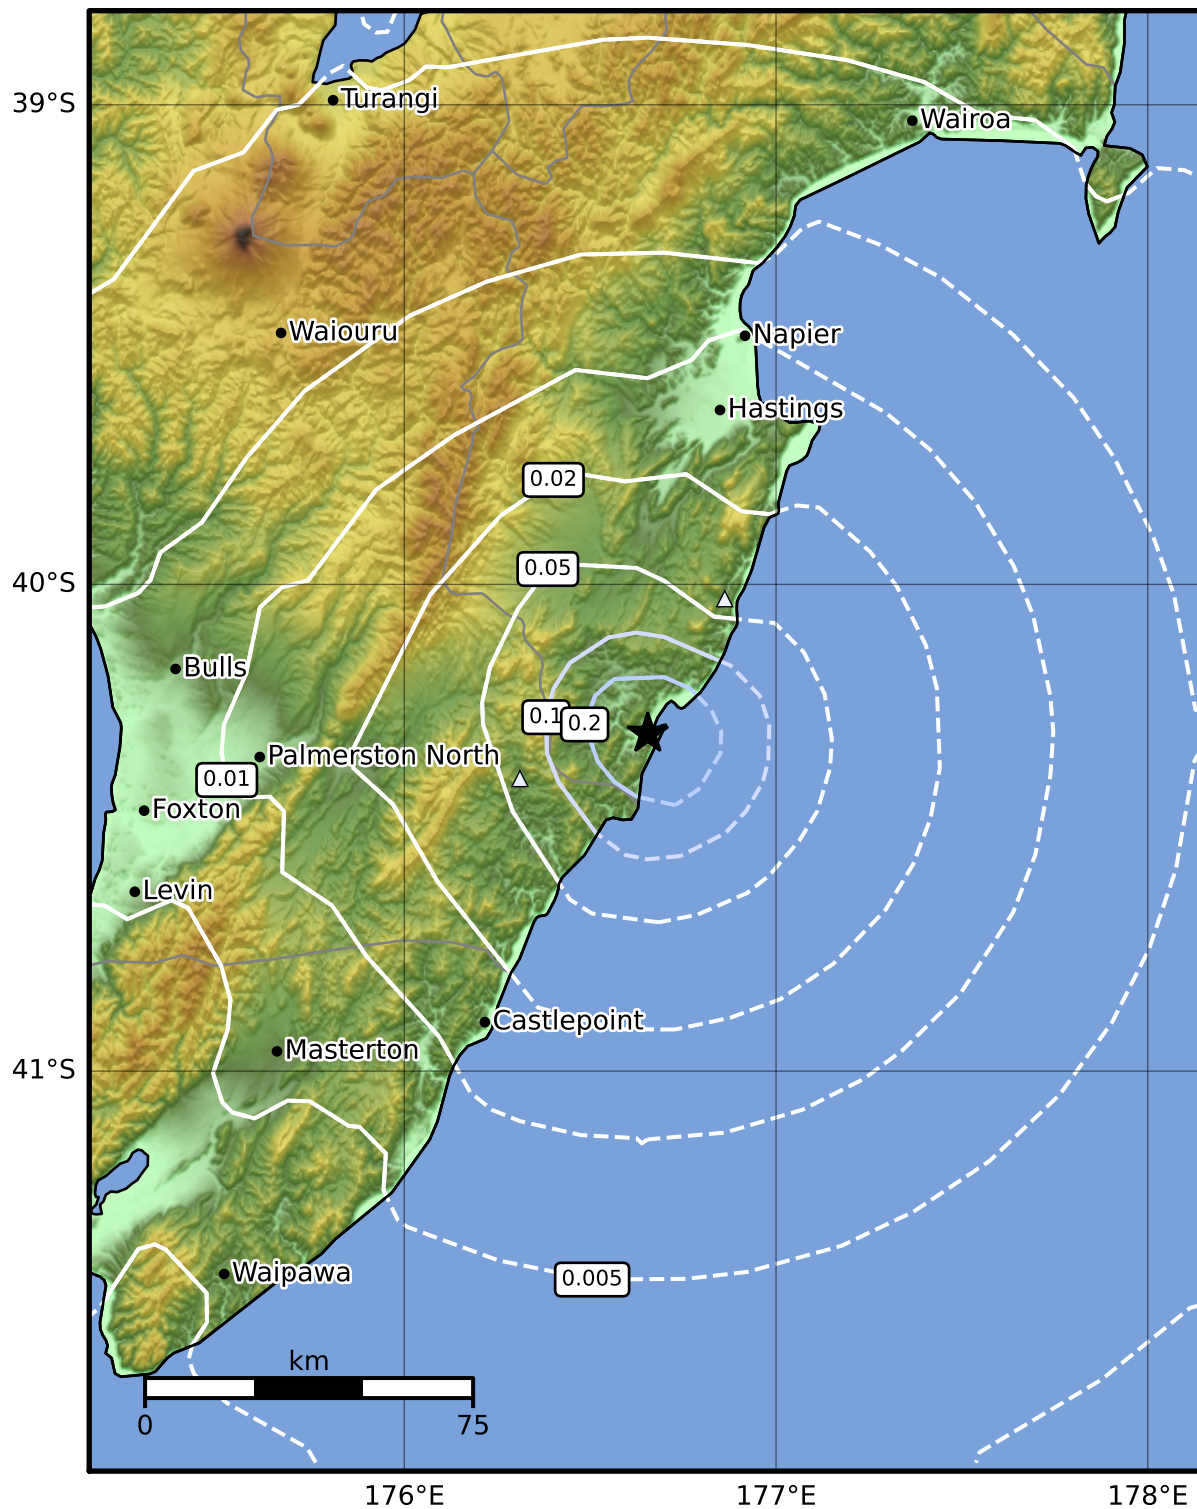 39°S
Turangi
Wairoa
Waiouru
Napier
Hastings
0.02
0.05
40°S
Bulls
0.1
0.2
Palmerston North
0.01
Foxton
Levin
Castlepoint
Masterton
41°S
Waipawa
0.005
km
0
75
176°E
177°E
178°E